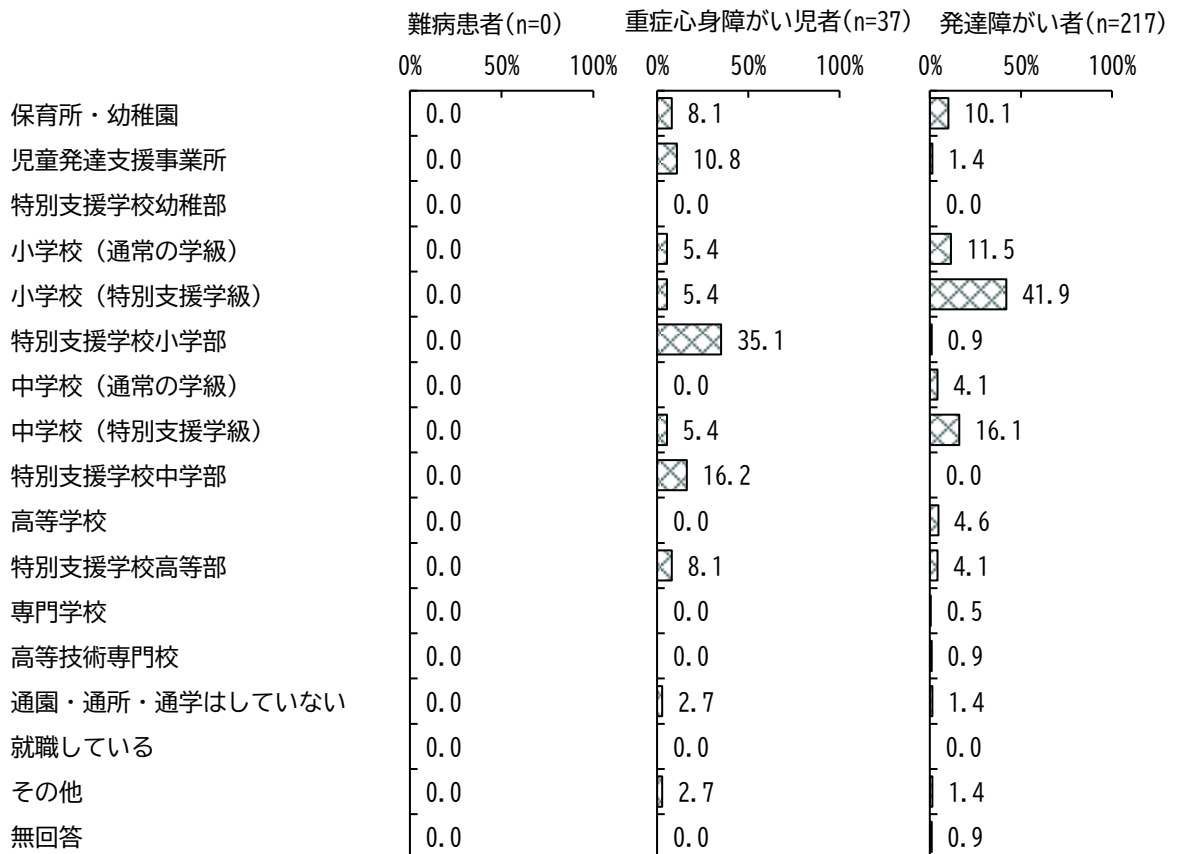 難病患者(n=0) 重症心身障がい児者(n=37) 発達障がい者(n=217)
0% 50% 100% 0% 50% 100% 0% 50% 100%
保育所・幼稚園 0.0 8.1 10.1
児童発達支援事業所 0.0 10.8 1.4
特別支援学校幼稚部 0.0 0.0 0.0
小学校（通常の学級） 0.0 5.4 11.5
小学校（特別支援学級） 0.0 5.4 41.9
特別支援学校小学部 0.0 35.1 0.9
中学校（通常の学級） 0.0 0.0 4.1
中学校（特別支援学級） 0.0 5.4 16.1
特別支援学校中学部 0.0 16.2 0.0
高等学校 0.0 0.0 4.6
特別支援学校高等部 0.0 8.1 4.1
専門学校 0.0 0.0 0.5
高等技術専門校 0.0 0.0 0.9
通園・通所・通学はしていない 0.0 2.7 1.4
就職している 0.0 0.0 0.0
その他 0.0 2.7 1.4
無回答 0.0 0.0 0.9